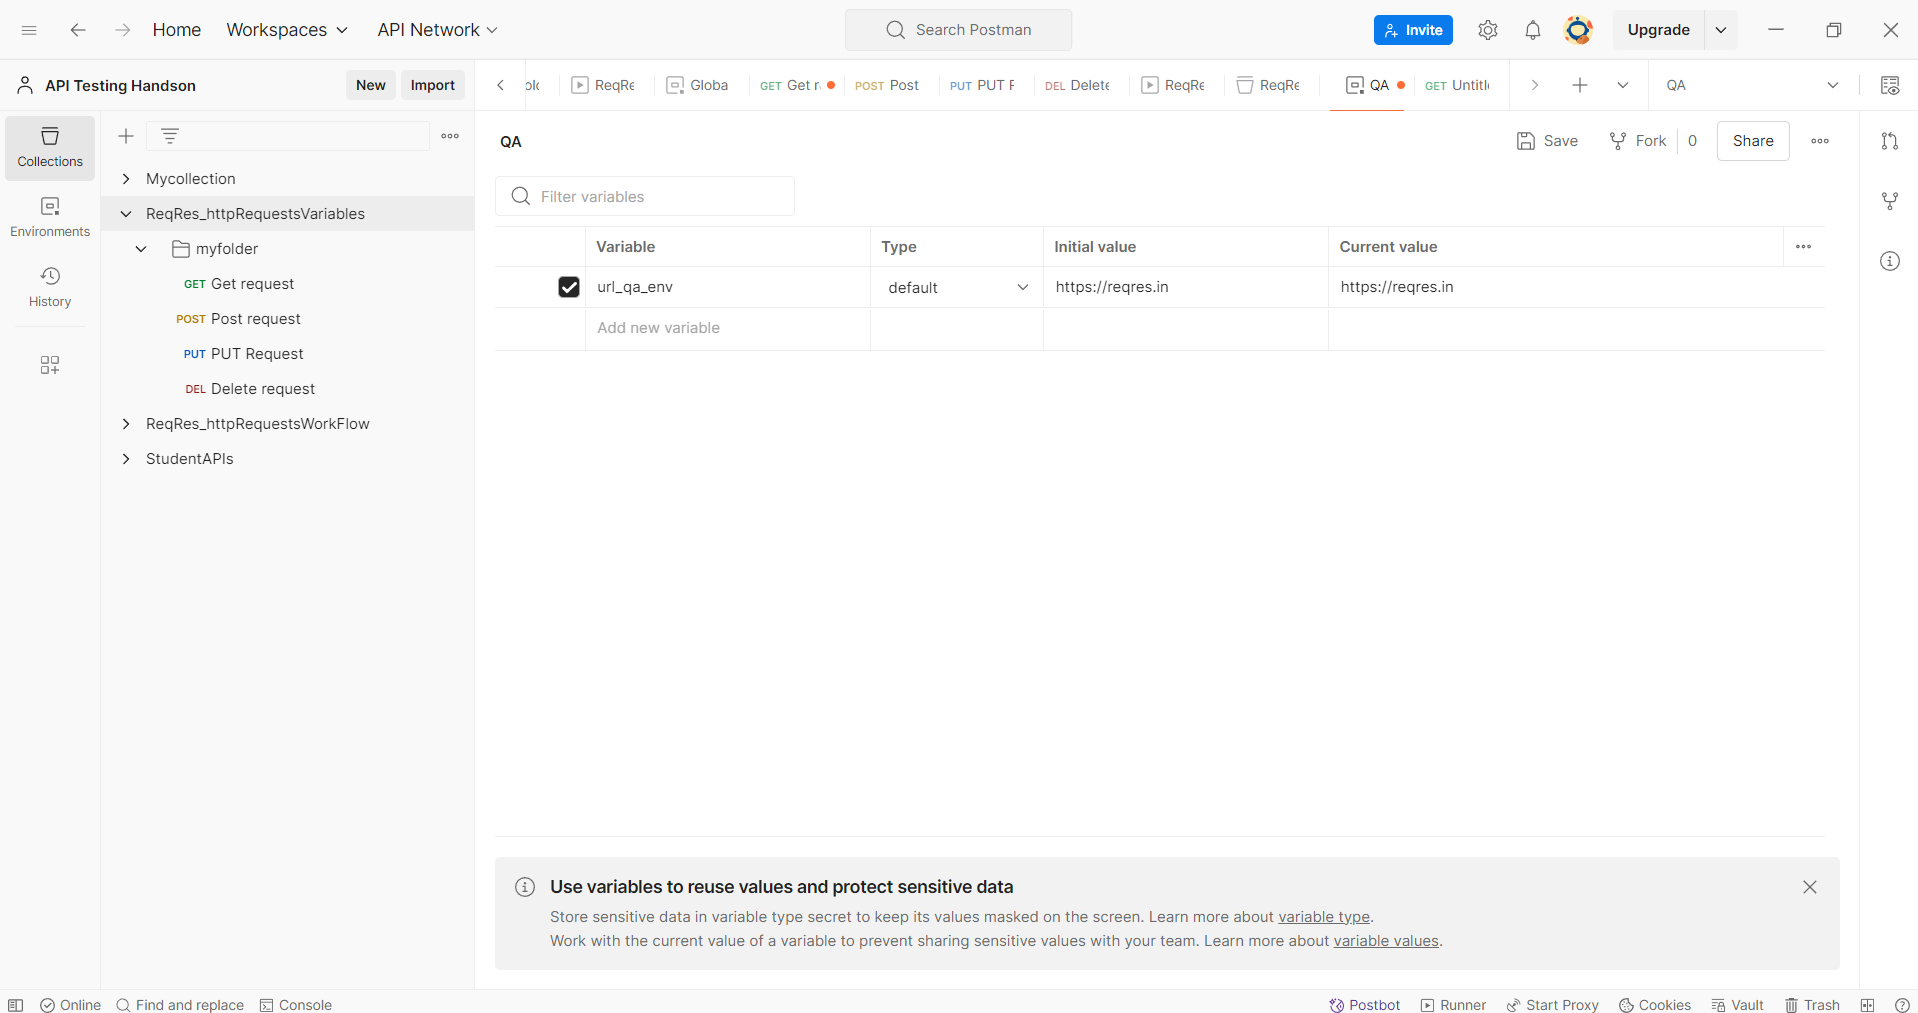 Home Workspaces API Network Search Postman Invite Upgrade
API Testing Handson New Import
ReqRe Globa GET Get r POST Post PUT PUT F DEL Delete ReqRe ReqRe QA GET Untitl QA
Collections
Environments
History
Mycollection
ReqRes_httpRequestsVariables
myfolder
GET Get request
POST Post request
PUT PUT Request
DEL Delete request
ReqRes_httpRequestsWorkFlow
StudentAPIs
QA Save Fork 0 Share
Filter variables
Variable Type Initial value Current value
url_qa_env default https://reqres.in https://reqres.in
Add new variable
Use variables to reuse values and protect sensitive data
Store sensitive data in variable type secret to keep its values masked on the screen. Learn more about variable type.
Work with the current value of a variable to prevent sharing sensitive values with your team. Learn more about variable values.
Online Find and replace Console Postbot Runner Start Proxy Cookies Vault Trash